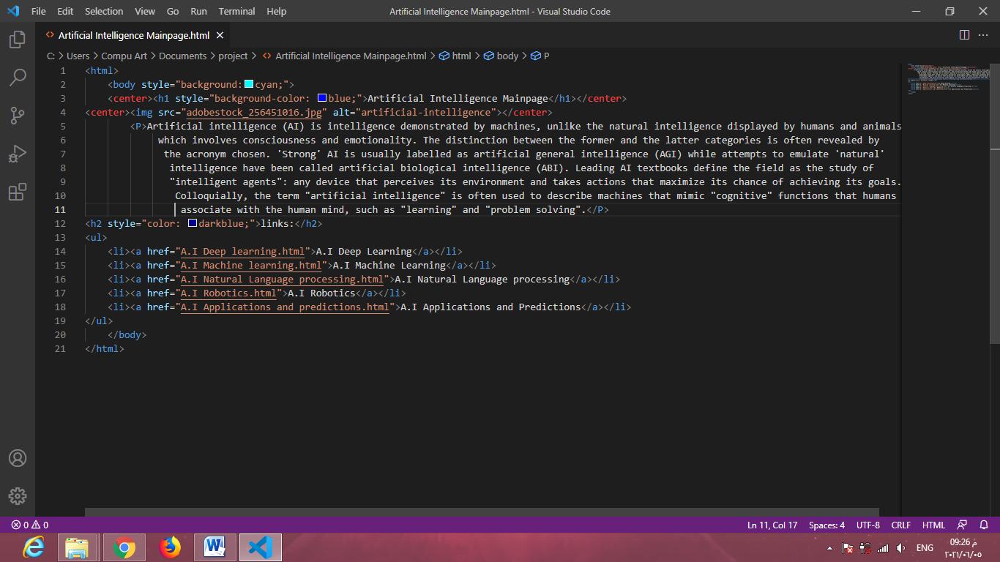 File Edit Selection View Go Run Terminal Help Artificial Intelligence Mainpage.html - Visual Studio Code
Artificial Intelligence Mainpage.html
C: > Users > Compu Art > Documents > project > Artificial Intelligence Mainpage.html > html > body > P
1 <html>
2 <body style="background:cyan;">
3 <center><h1 style="background-color: blue;">Artificial Intelligence Mainpage</h1></center>
4 <center><img src="adobestock_256451016.jpg" alt="artificial-intelligence"></center>
5 <P>Artificial intelligence (AI) is intelligence demonstrated by machines, unlike the natural intelligence displayed by humans and animals
6 which involves consciousness and emotionality. The distinction between the former and the latter categories is often revealed by
7 the acronym chosen. 'Strong' AI is usually labelled as artificial general intelligence (AGI) while attempts to emulate 'natural'
8 intelligence have been called artificial biological intelligence (ABI). Leading AI textbooks define the field as the study of
9 "intelligent agents": any device that perceives its environment and takes actions that maximize its chance of achieving its goals.
10 Colloquially, the term "artificial intelligence" is often used to describe machines that mimic "cognitive" functions that humans
11 associate with the human mind, such as "learning" and "problem solving".</P>
12 <h2 style="color: darkblue;">links:</h2>
13 <ul>
14 <li><a href="A.I Deep learning.html">A.I Deep Learning</a></li>
15 <li><a href="A.I Machine learning.html">A.I Machine Learning</a></li>
16 <li><a href="A.I Natural Language processing.html">A.I Natural Language processing</a></li>
17 <li><a href="A.I Robotics.html">A.I Robotics</a></li>
18 <li><a href="A.I Applications and predictions.html">A.I Applications and Predictions</a></li>
19 </ul>
20 </body>
21 </html>
0 0 Ln 11, Col 17 Spaces: 4 UTF-8 CRLF HTML
ENG
09:26 م
٢٠٢١/٠٦/٠٥